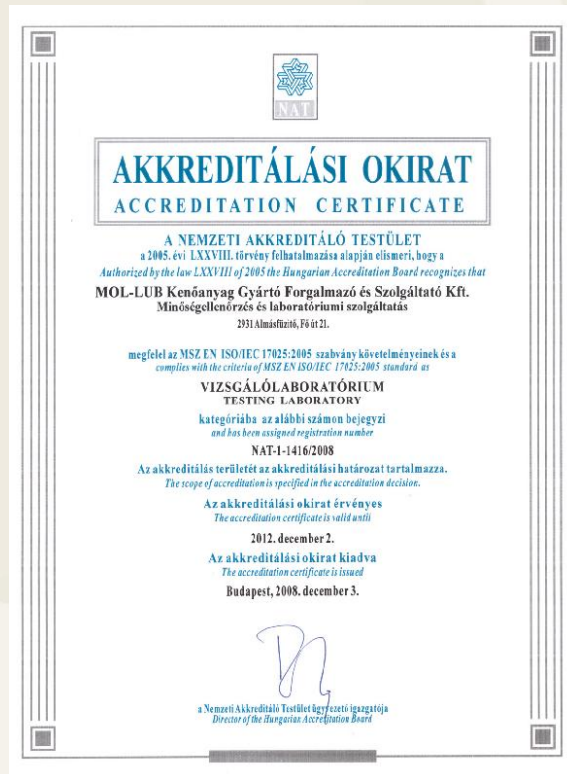 NAT
AKKREDITÁLÁSI OKIRAT
ACCREDITATION CERTIFICATE
A NEMZETI AKKREDITÁLÓ TESTÜLET
a 2005. évi LXXVIII. törvény felhatalmazása alapján elismeri, hogy a
Authorized by the law LXXVIII of 2005 the Hungarian Accreditation Board recognizes that
MOL-LUB Kenőanyag Gyártó Forgalmazó és Szolgáltató Kft.
Minőségellenőrzés és laboratóriumi szolgáltatás
2931 Almásfüzitő, Fő út 21.
megfelel az MSZ EN ISO/IEC 17025:2005 szabvány követelményeinek és a
complies with the criteria of MSZ EN ISO/IEC 17025:2005 standard as
VIZSGÁLÓLABORATÓRIUM
TESTING LABORATORY
kategóriába az alábbi számon bejegyzi
and has been assigned registration number
NAT-1-1416/2008
Az akkreditálás területét az akkreditálási határozat tartalmazza.
The scope of accreditation is specified in the accreditation decision.
Az akkreditálási okirat érvényes
The accreditation certificate is valid until
2012. december 2.
Az akkreditálási okirat kiadva
The accreditation certificate is issued
Budapest, 2008. december 3.
a Nemzeti Akkreditáló Testület ügyvezető igazgatója
Director of the Hungarian Accreditation Board